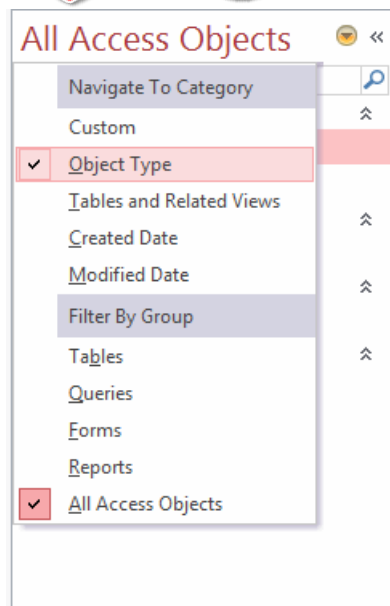 All Access Objects
Navigate To Category
Custom
Object Type
Tables and Related Views
Created Date
Modified Date
Filter By Group
Tables
Queries
Forms
Reports
All Access Objects